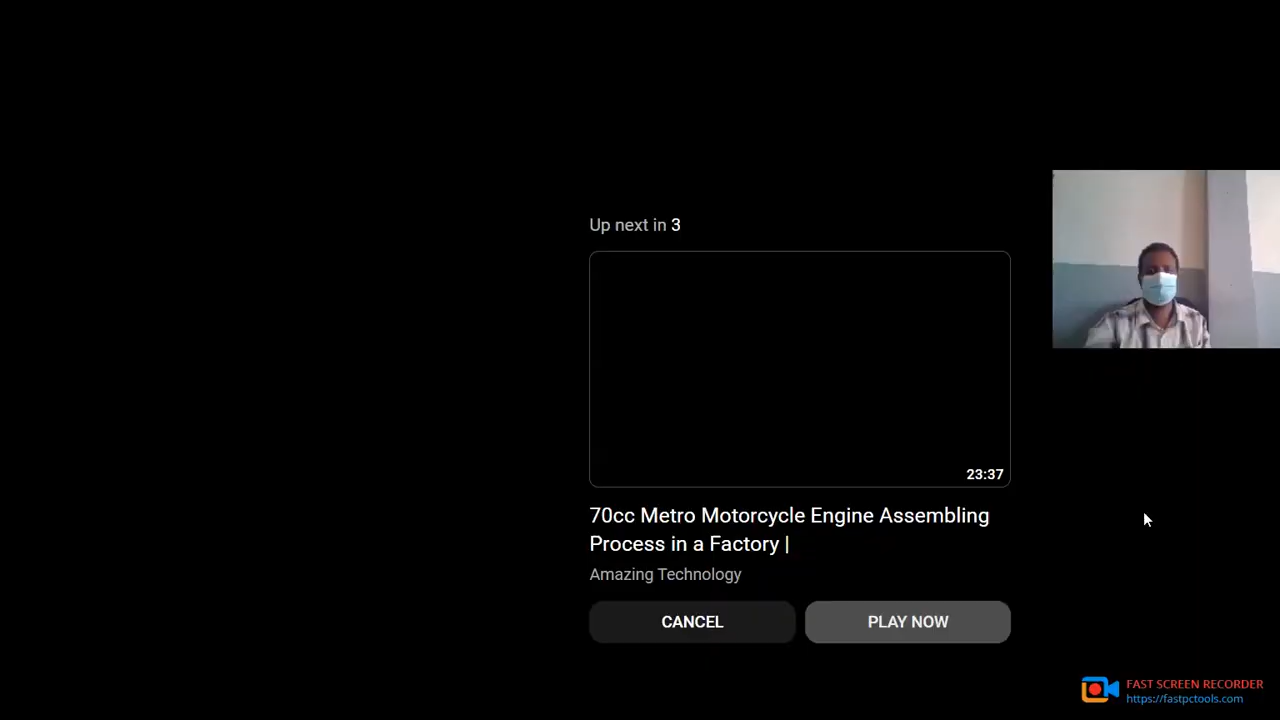 Up next in 3
23:37
70cc Metro Motorcycle Engine Assembling
Process in a Factory |
Amazing Technology
CANCEL
PLAY NOW
FAST SCREEN RECORDER
https://fastpctools.com